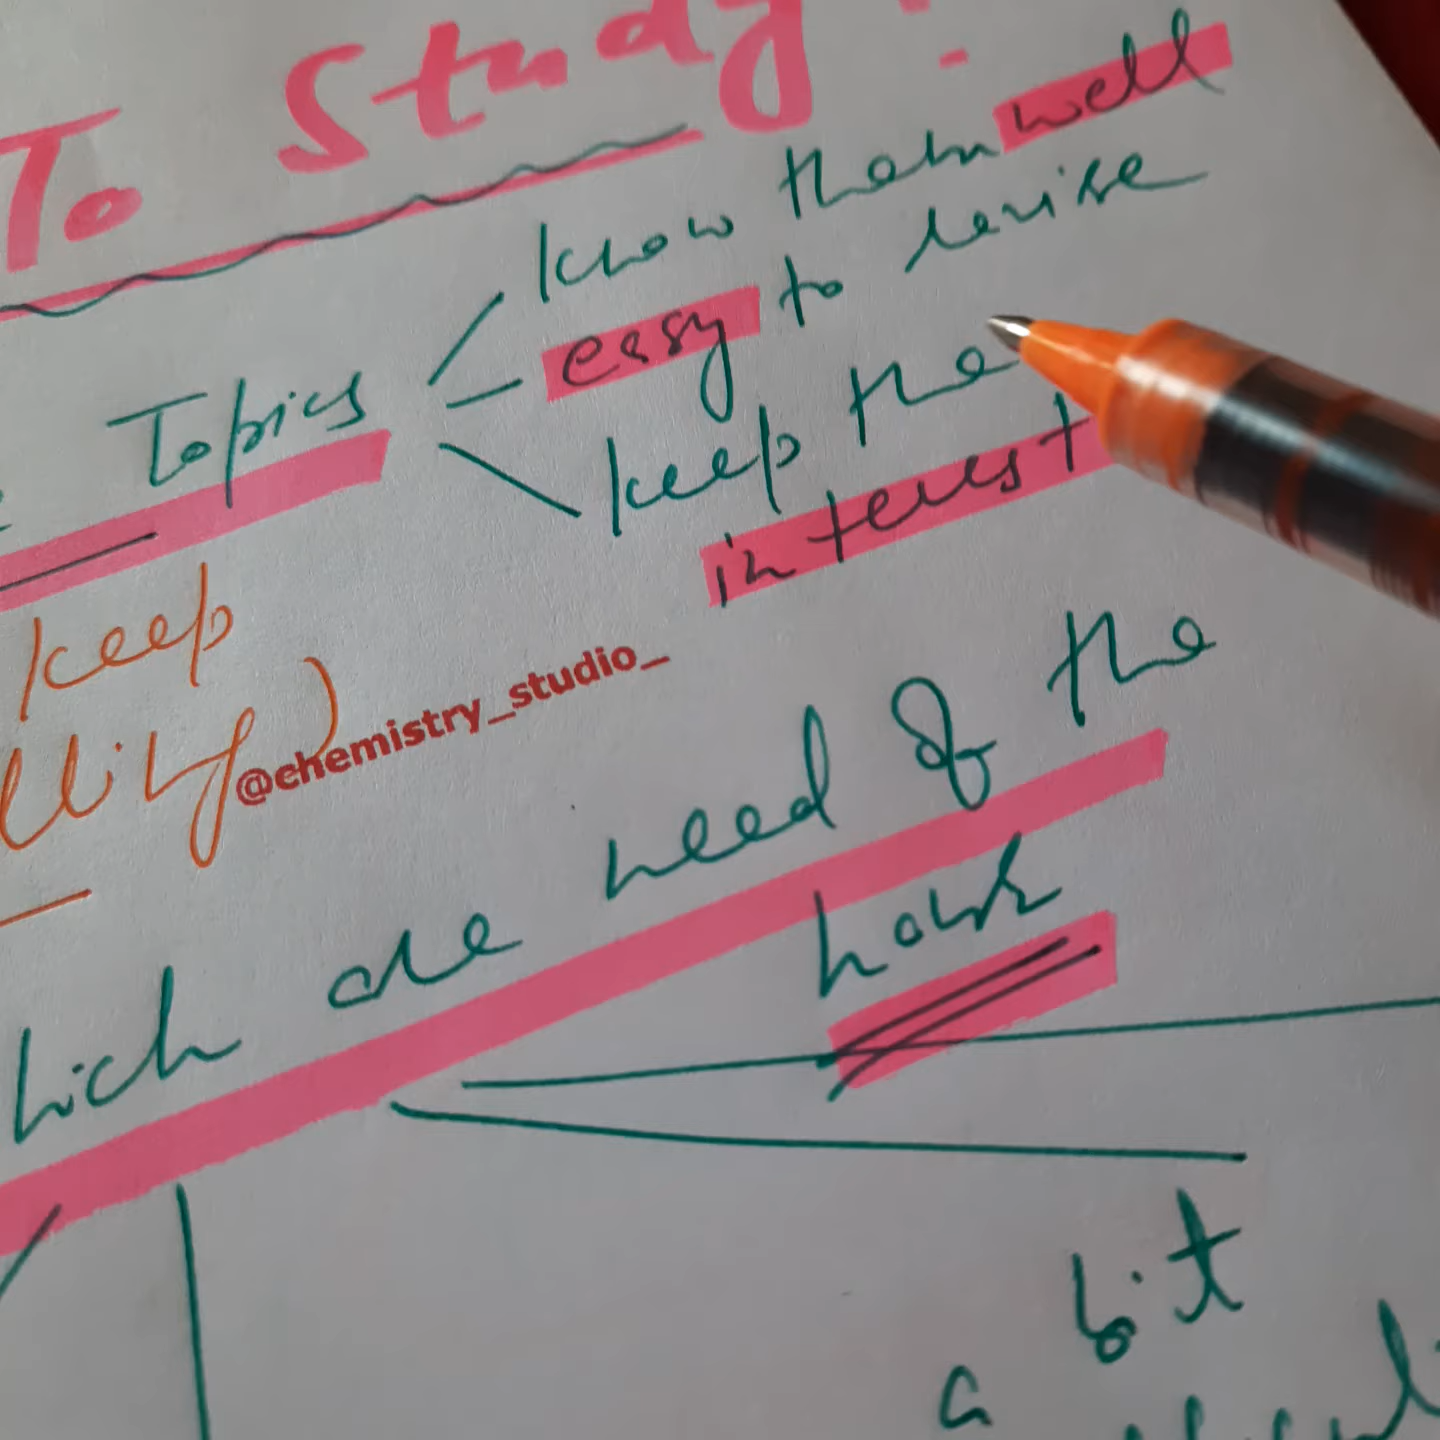 To Study?
know them well
easy to revise
Topics
keep the
interest
keep
@chemistry_studio_
which are need of the
hour
bit
a